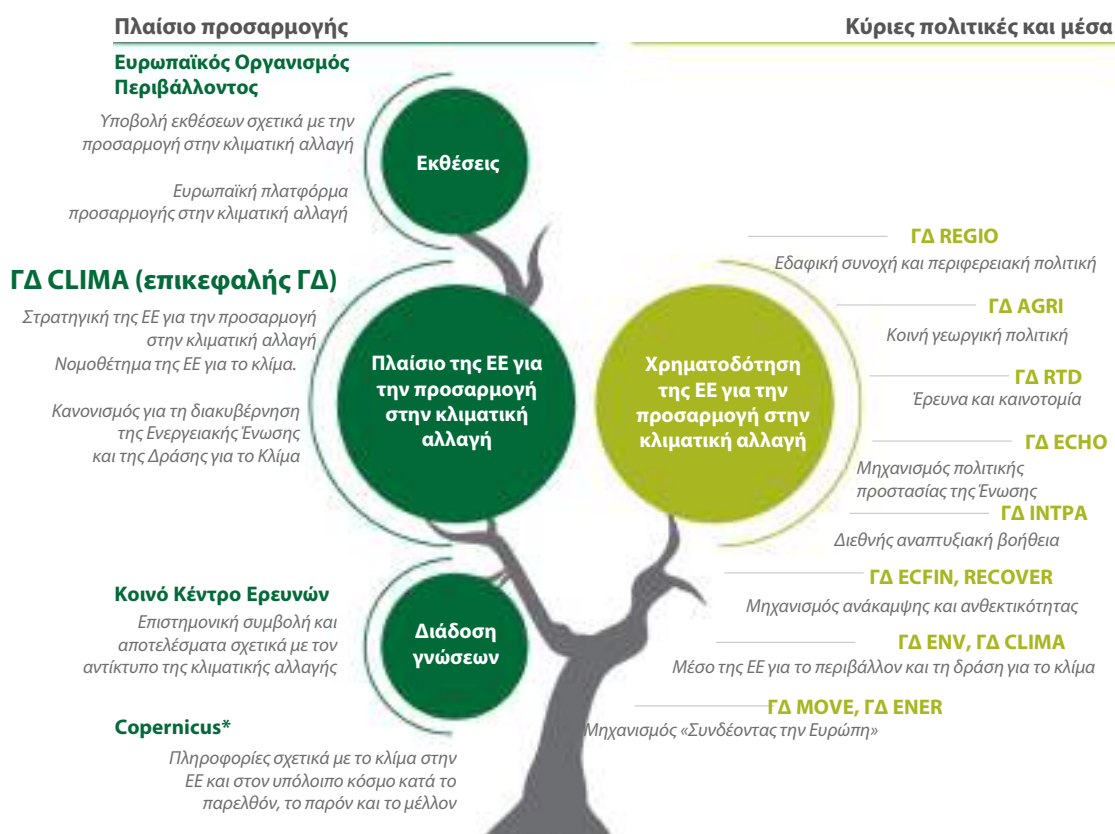 Πλαίσιο προσαρμογής
Κύριες πολιτικές και μέσα
Ευρωπαϊκός Οργανισμός
Περιβάλλοντος
Υποβολή εκθέσεων σχετικά με την
προσαρμογή στην κλιματική αλλαγή
Ευρωπαϊκή πλατφόρμα
προσαρμογής στην κλιματική αλλαγή
Εκθέσεις
ΓΔ CLIMA (επικεφαλής ΓΔ)
Στρατηγική της ΕΕ για την προσαρμογή
στην κλιματική αλλαγή
Νομοθέτημα της ΕΕ για το κλίμα.
Κανονισμός για τη διακυβέρνηση
της Ενεργειακής Ένωσης
και της Δράσης για το Κλίμα
Πλαίσιο της ΕΕ για
την προσαρμογή
στην κλιματική
αλλαγή
Κοινό Κέντρο Ερευνών
Επιστημονική συμβολή και
αποτελέσματα σχετικά με τον
αντίκτυπο της κλιματικής αλλαγής
Διάδοση
γνώσεων
Copernicus*
Πληροφορίες σχετικά με το κλίμα στην
ΕΕ και στον υπόλοιπο κόσμο κατά το
παρελθόν, το παρόν και το μέλλον
Χρηματοδότηση
της ΕΕ για την
προσαρμογή στην
κλιματική αλλαγή
ΓΔ REGIO
Εδαφική συνοχή και περιφερειακή πολιτική
ΓΔ AGRI
Κοινή γεωργική πολιτική
ΓΔ RTD
Έρευνα και καινοτομία
ΓΔ ECHO
Μηχανισμός πολιτικής
προστασίας της Ένωσης
ΓΔ INTPA
Διεθνής αναπτυξιακή βοήθεια
ΓΔ ECFIN, RECOVER
Μηχανισμός ανάκαμψης και ανθεκτικότητας
ΓΔ ENV, ΓΔ CLIMA
Μέσο της ΕΕ για το περιβάλλον και τη δράση για το κλίμα
ΓΔ MOVE, ΓΔ ENER
Μηχανισμός «Συνδέοντας την Ευρώπη»